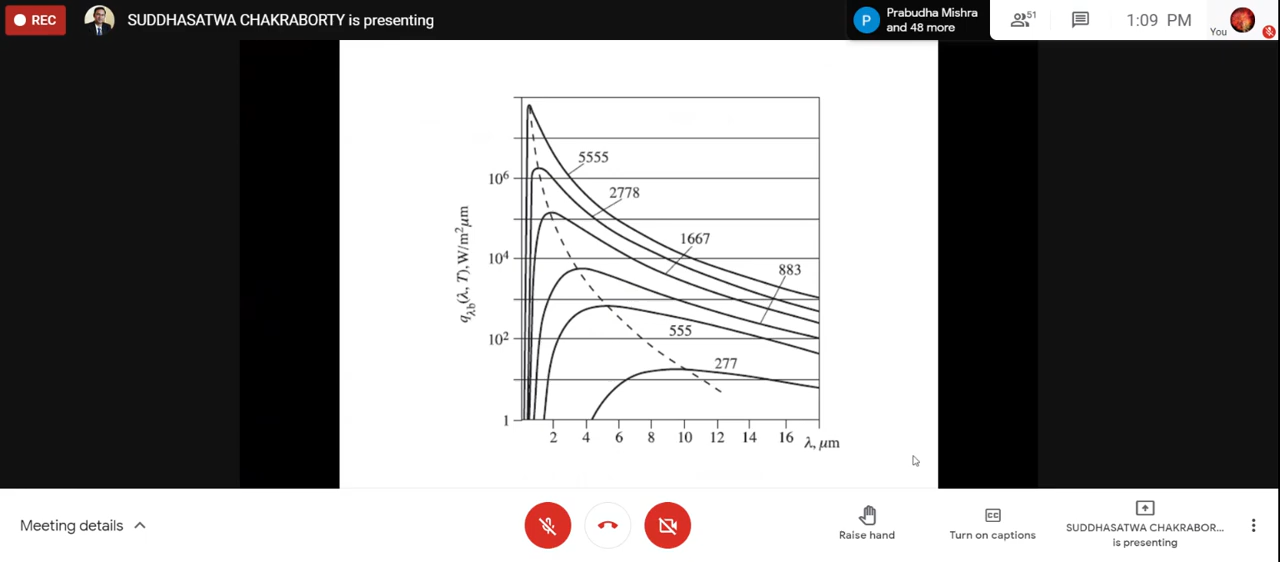 REC
SUDDHASATWA CHAKRABORTY is presenting
P
Prabudha Mishra
and 48 more
51
1:09 PM
You
5555
10⁶
2778
q_λb(λ, T), W/m²μm
1667
10⁴
883
10²
555
277
1
2 4 6 8 10 12 14 16 λ, μm
Meeting details
Raise hand
CC
Turn on captions
SUDDHASATWA CHAKRABOR...
is presenting